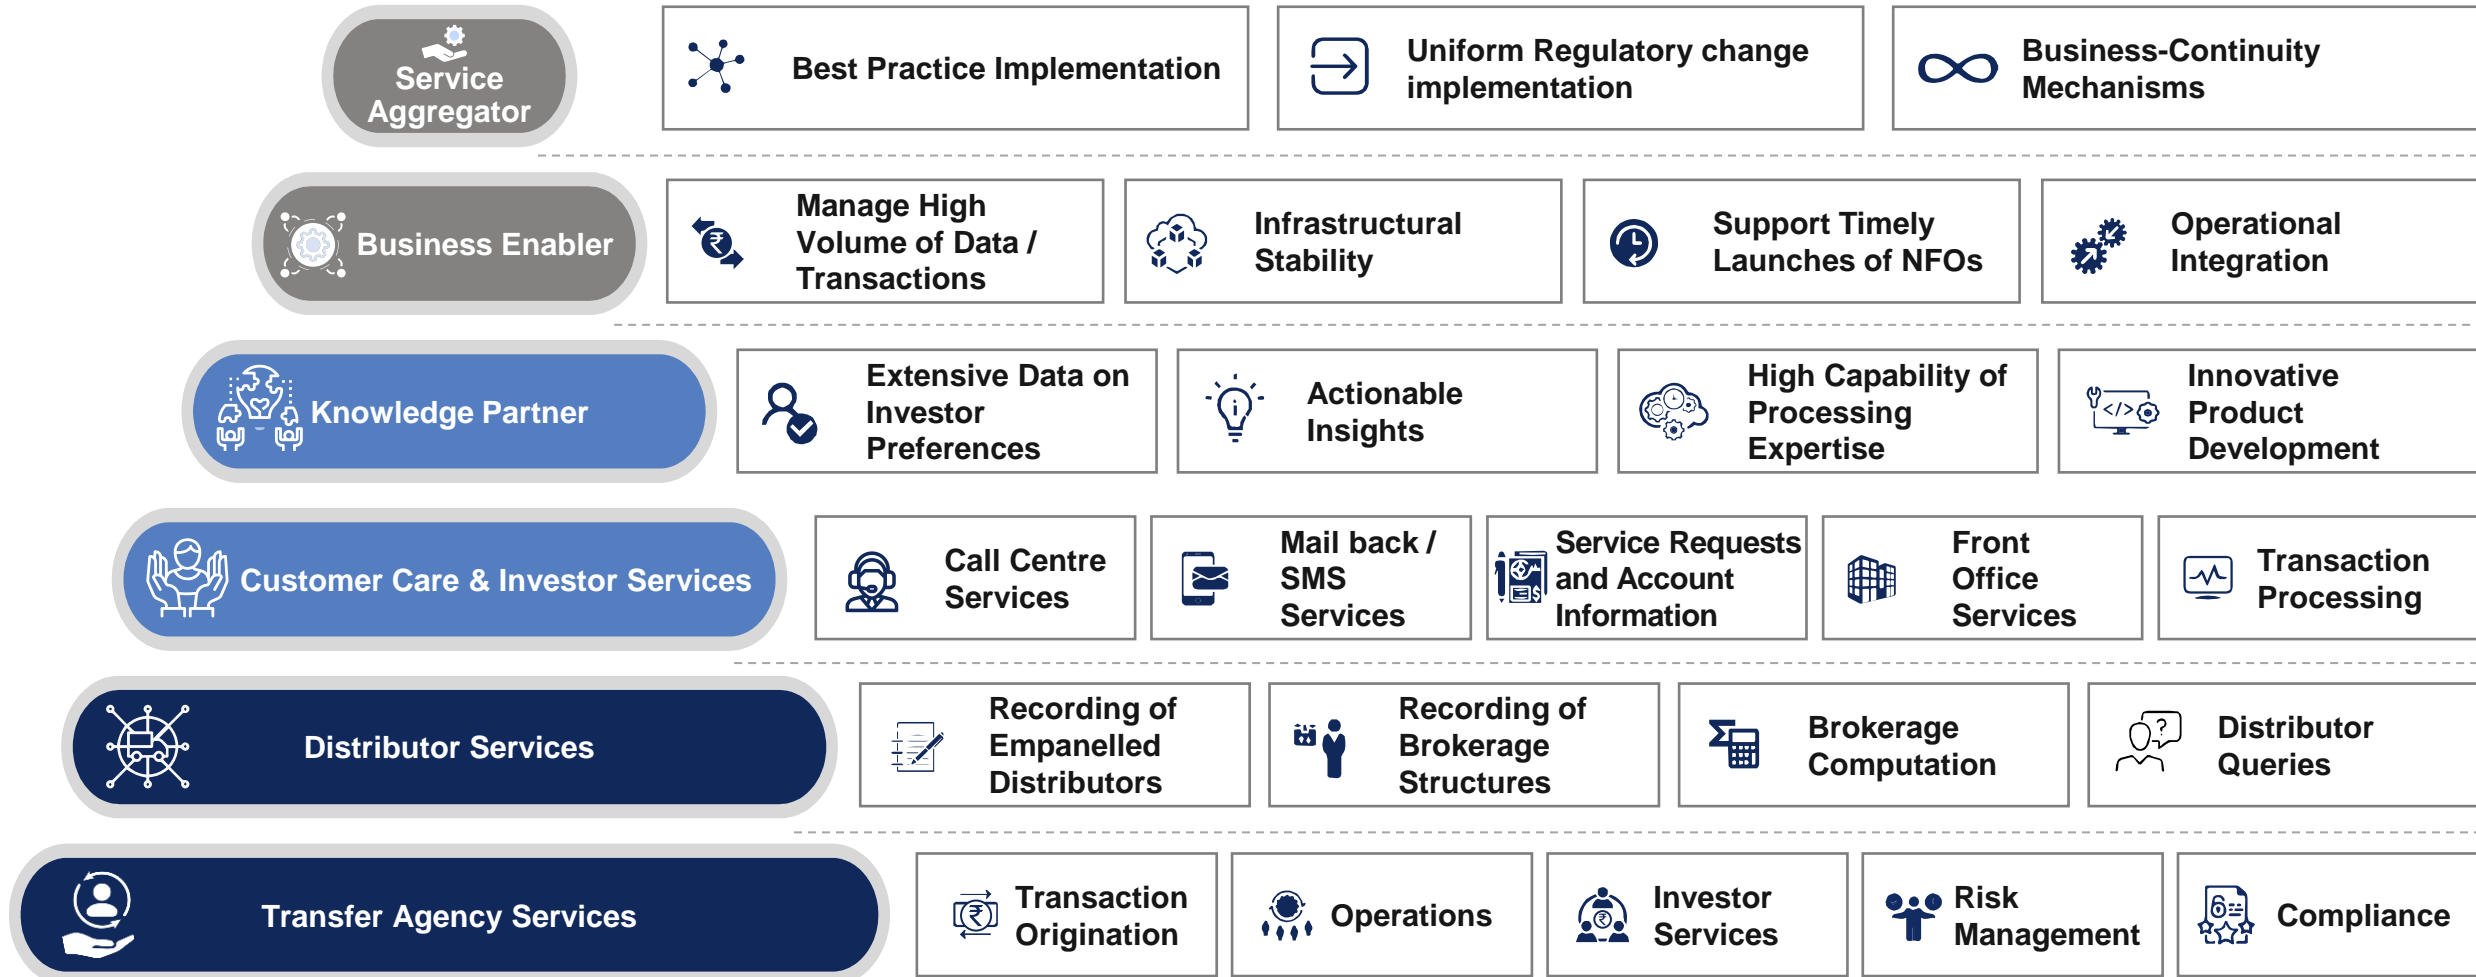 Service
Aggregator
Best Practice Implementation
Uniform Regulatory change
implementation
Business-Continuity
Mechanisms
Business Enabler
Manage High
Volume of Data /
Transactions
Infrastructural
Stability
Support Timely
Launches of NFOs
Operational
Integration
Knowledge Partner
Extensive Data on
Investor
Preferences
Actionable
Insights
High Capability of
Processing
Expertise
Innovative
Product
Development
Customer Care & Investor Services
Call Centre
Services
Mail back /
SMS
Services
Service Requests
and Account
Information
Front
Office
Services
Transaction
Processing
Distributor Services
Recording of
Empanelled
Distributors
Recording of
Brokerage
Structures
Brokerage
Computation
Distributor
Queries
Transfer Agency Services
Transaction
Origination
Operations
Investor
Services
Risk
Management
Compliance